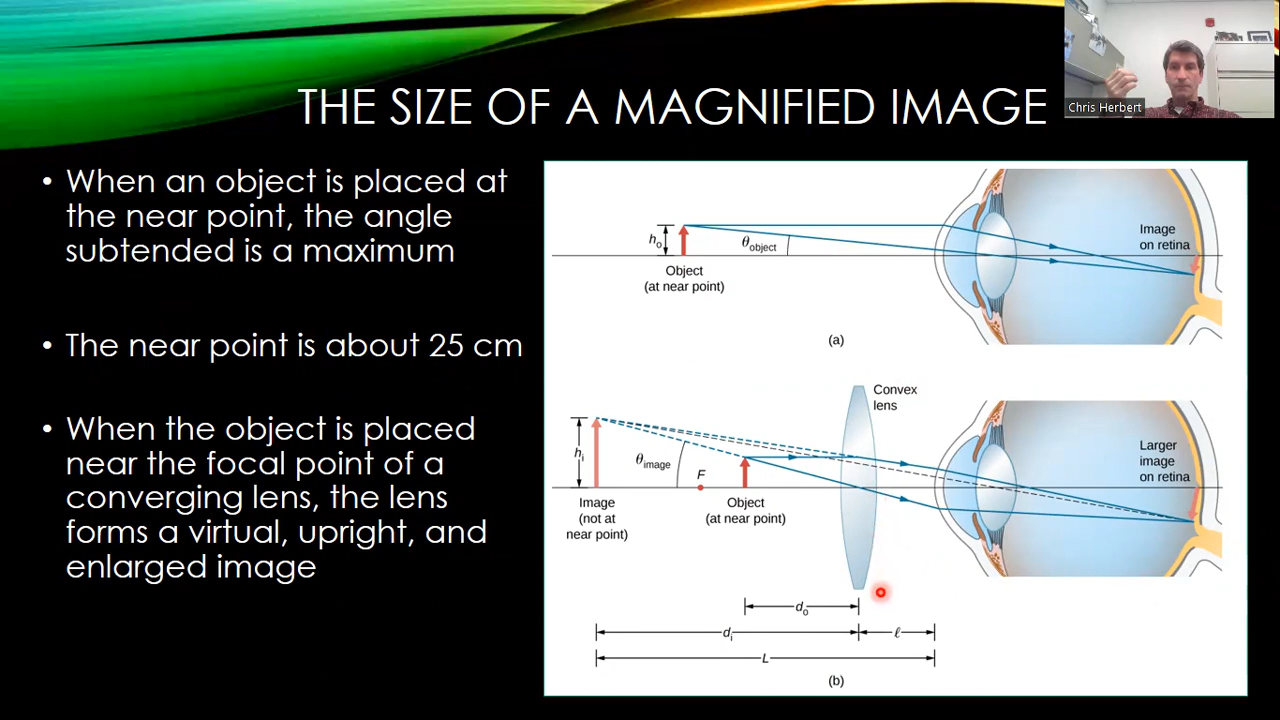 THE SIZE OF A MAGNIFIED IMAGE
Chris Herbert
• When an object is placed at
the near point, the angle
subtended is a maximum
• The near point is about 25 cm
• When the object is placed
near the focal point of a
converging lens, the lens
forms a virtual, upright, and
enlarged image
hₒ
θobject
Object
(at near point)
Image
on retina
(a)
Convex
lens
hᵢ
θimage
F
Image
(not at
near point)
Object
(at near point)
Larger
image
on retina
dₒ
dᵢ
ℓ
L
(b)